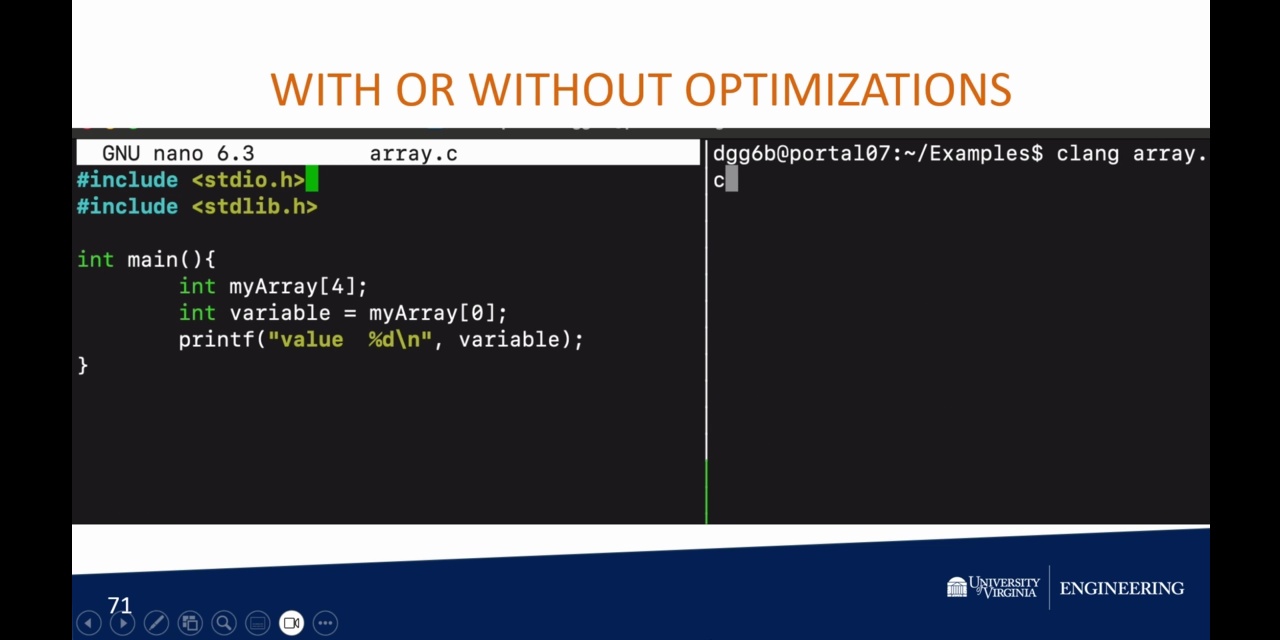 WITH OR WITHOUT OPTIMIZATIONS
GNU nano 6.3 array.c
#include <stdio.h>
#include <stdlib.h>
int main(){
int myArray[4];
int variable = myArray[0];
printf("value  %d\n", variable);
}
dgg6b@portal07:~/Examples$ clang array.
c
71
UNIVERSITY of VIRGINIA
ENGINEERING